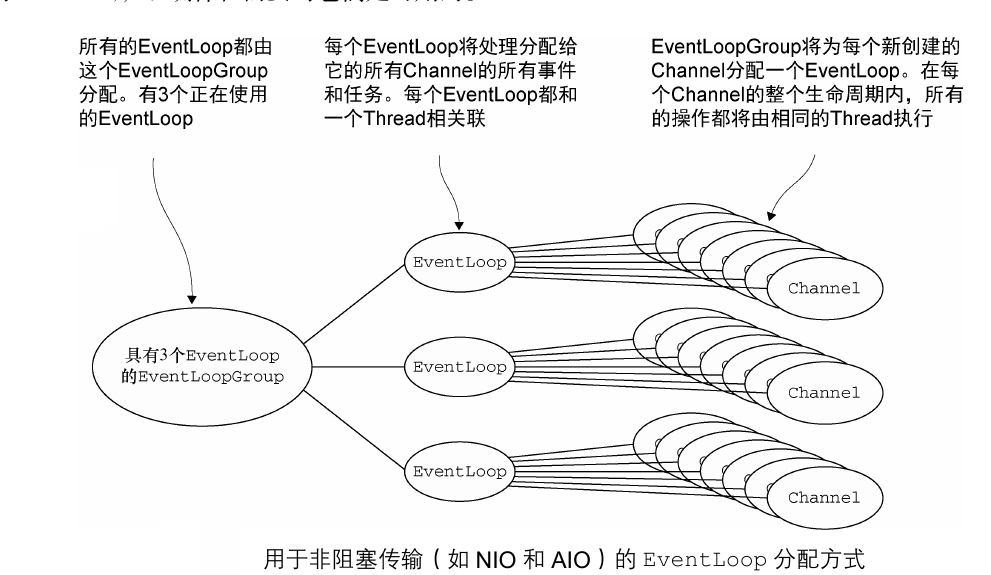 所有的EventLoop都由
这个EventLoopGroup
分配。有3个正在使用
的EventLoop
每个EventLoop将处理分配给
它的所有Channel的所有事件
和任务。每个EventLoop都和
一个Thread相关联
EventLoopGroup将为每个新创建的
Channel分配一个EventLoop。在每
个Channel的整个生命周期内，所有
的操作都将由相同的Thread执行
具有3个EventLoop
的EventLoopGroup
EventLoop
Channel
EventLoop
Channel
EventLoop
Channel
用于非阻塞传输（如 NIO 和 AIO）的 EventLoop 分配方式